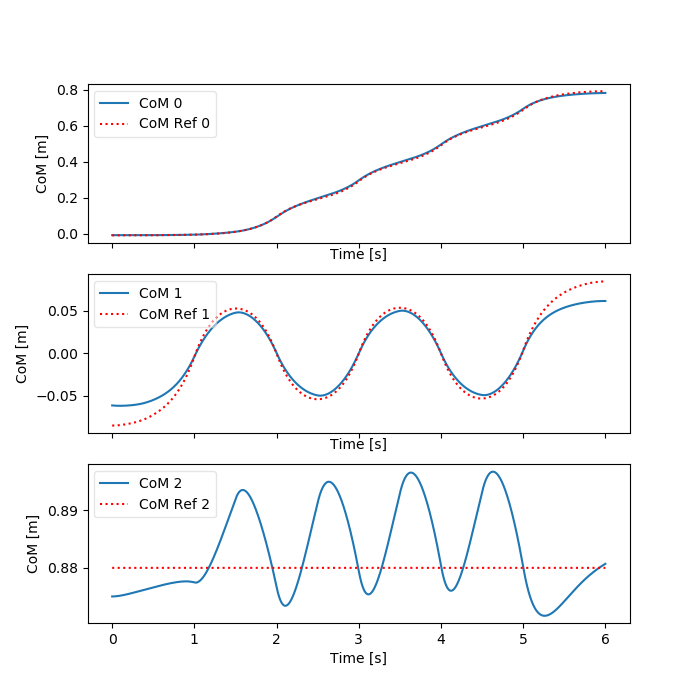 0.8
0.6
0.4
0.2
0.0
CoM [m]
CoM 0
CoM Ref 0
Time [s]
0.05
0.00
−0.05
CoM [m]
CoM 1
CoM Ref 1
Time [s]
0.89
0.88
CoM [m]
CoM 2
CoM Ref 2
0 1 2 3 4 5 6
Time [s]